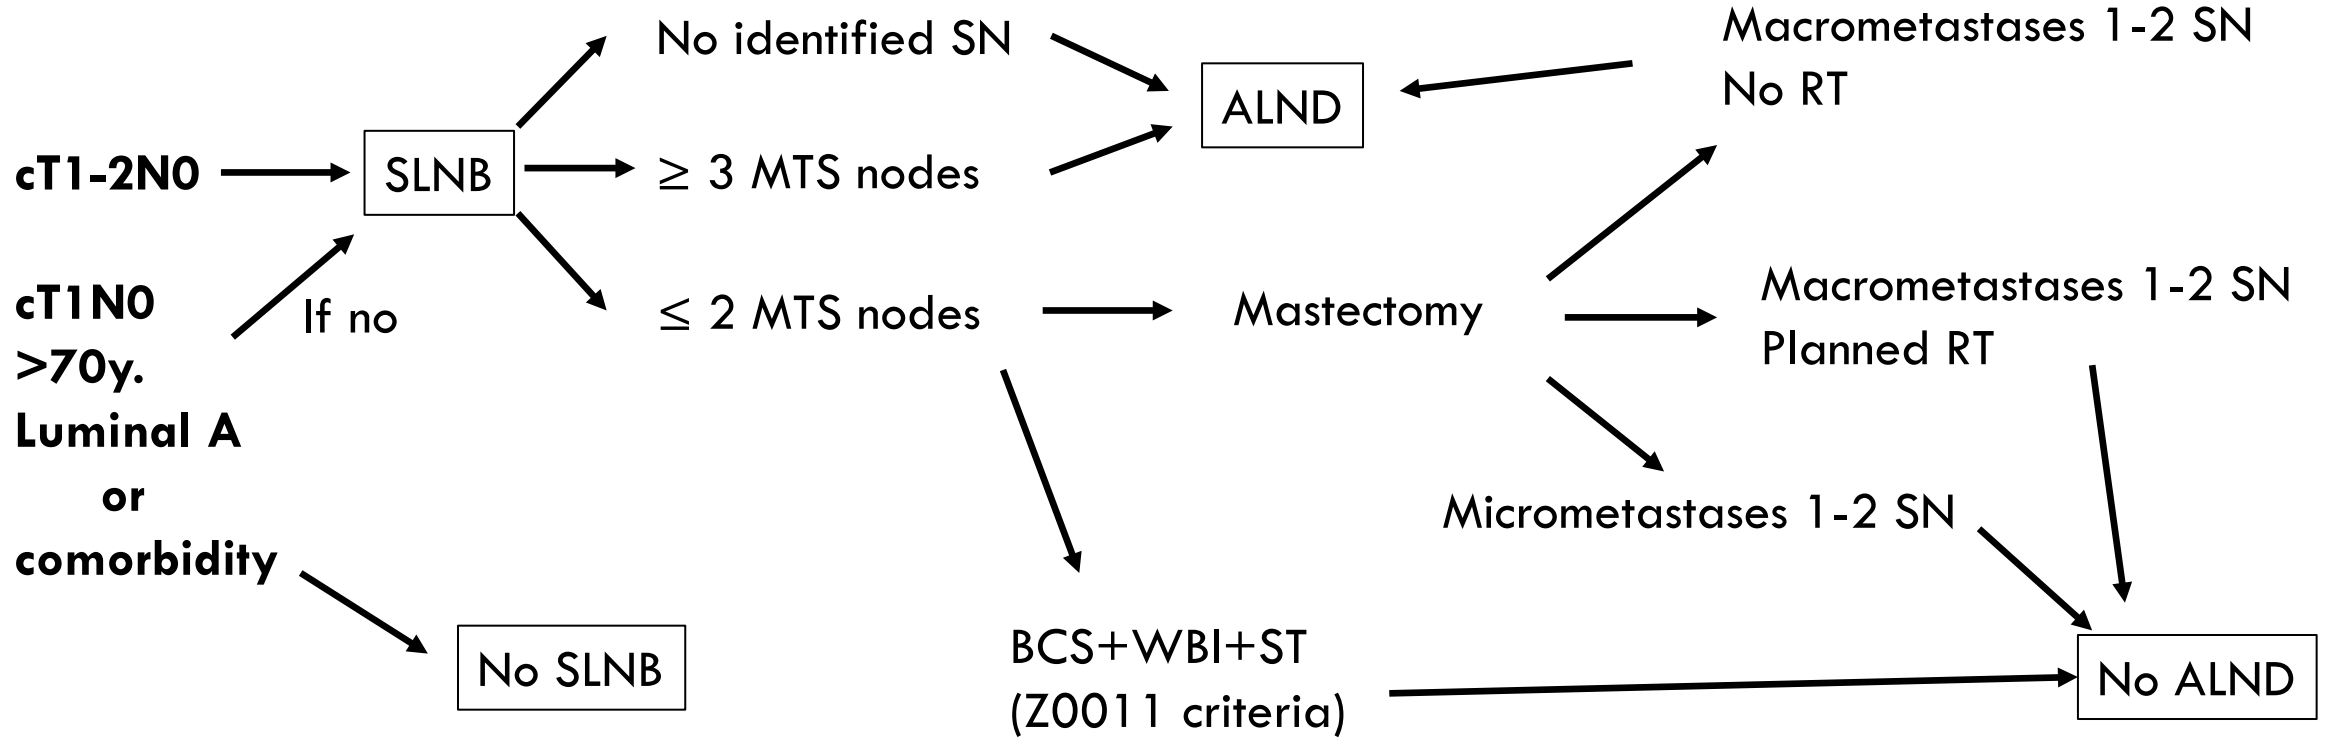 No identified SN
Macrometastases 1-2 SN
No RT
ALND
cT1-2N0
SLNB
≥ 3 MTS nodes
cT1N0
>70y.
Luminal A
or
comorbidity
If no
≤ 2 MTS nodes
Mastectomy
Macrometastases 1-2 SN
Planned RT
Micrometastases 1-2 SN
No SLNB
BCS+WBI+ST
(Z0011 criteria)
No ALND